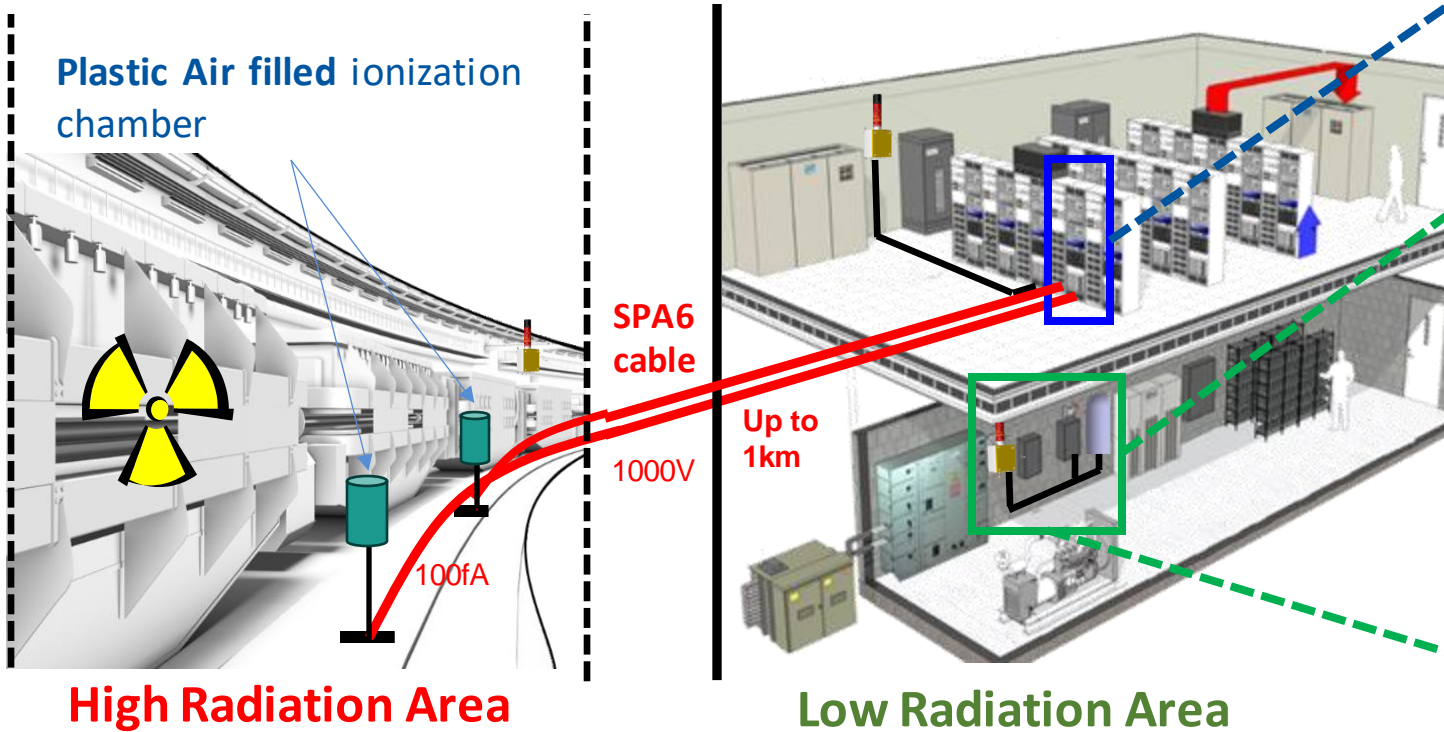 Plastic Air filled ionization
chamber
SPA6
cable
1000V
Up to
1km
100fA
High Radiation Area
Low Radiation Area